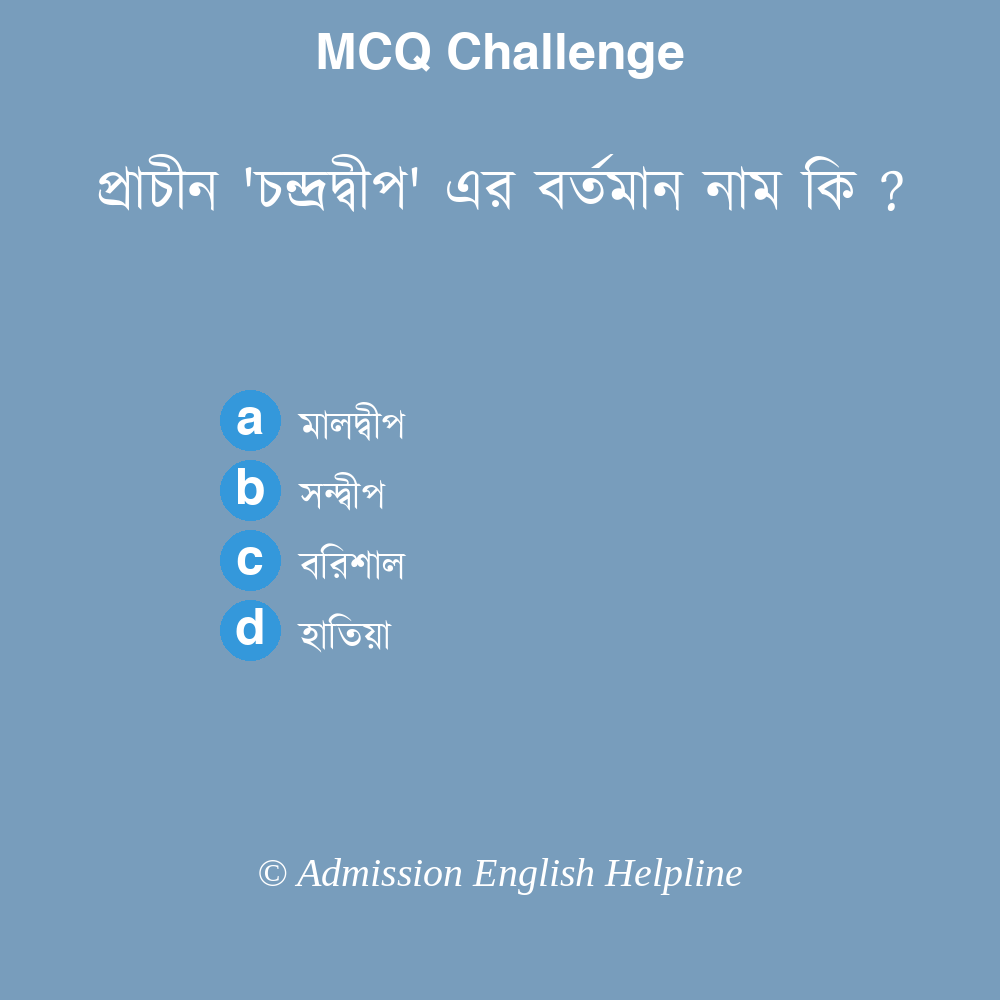 MCQ Challenge
প্রাচীন 'চন্দ্রদ্বীপ' এর বর্তমান নাম কি ?
a মালদ্বীপ
b সন্দ্বীপ
c বরিশাল
d হাতিয়া
© Admission English Helpline